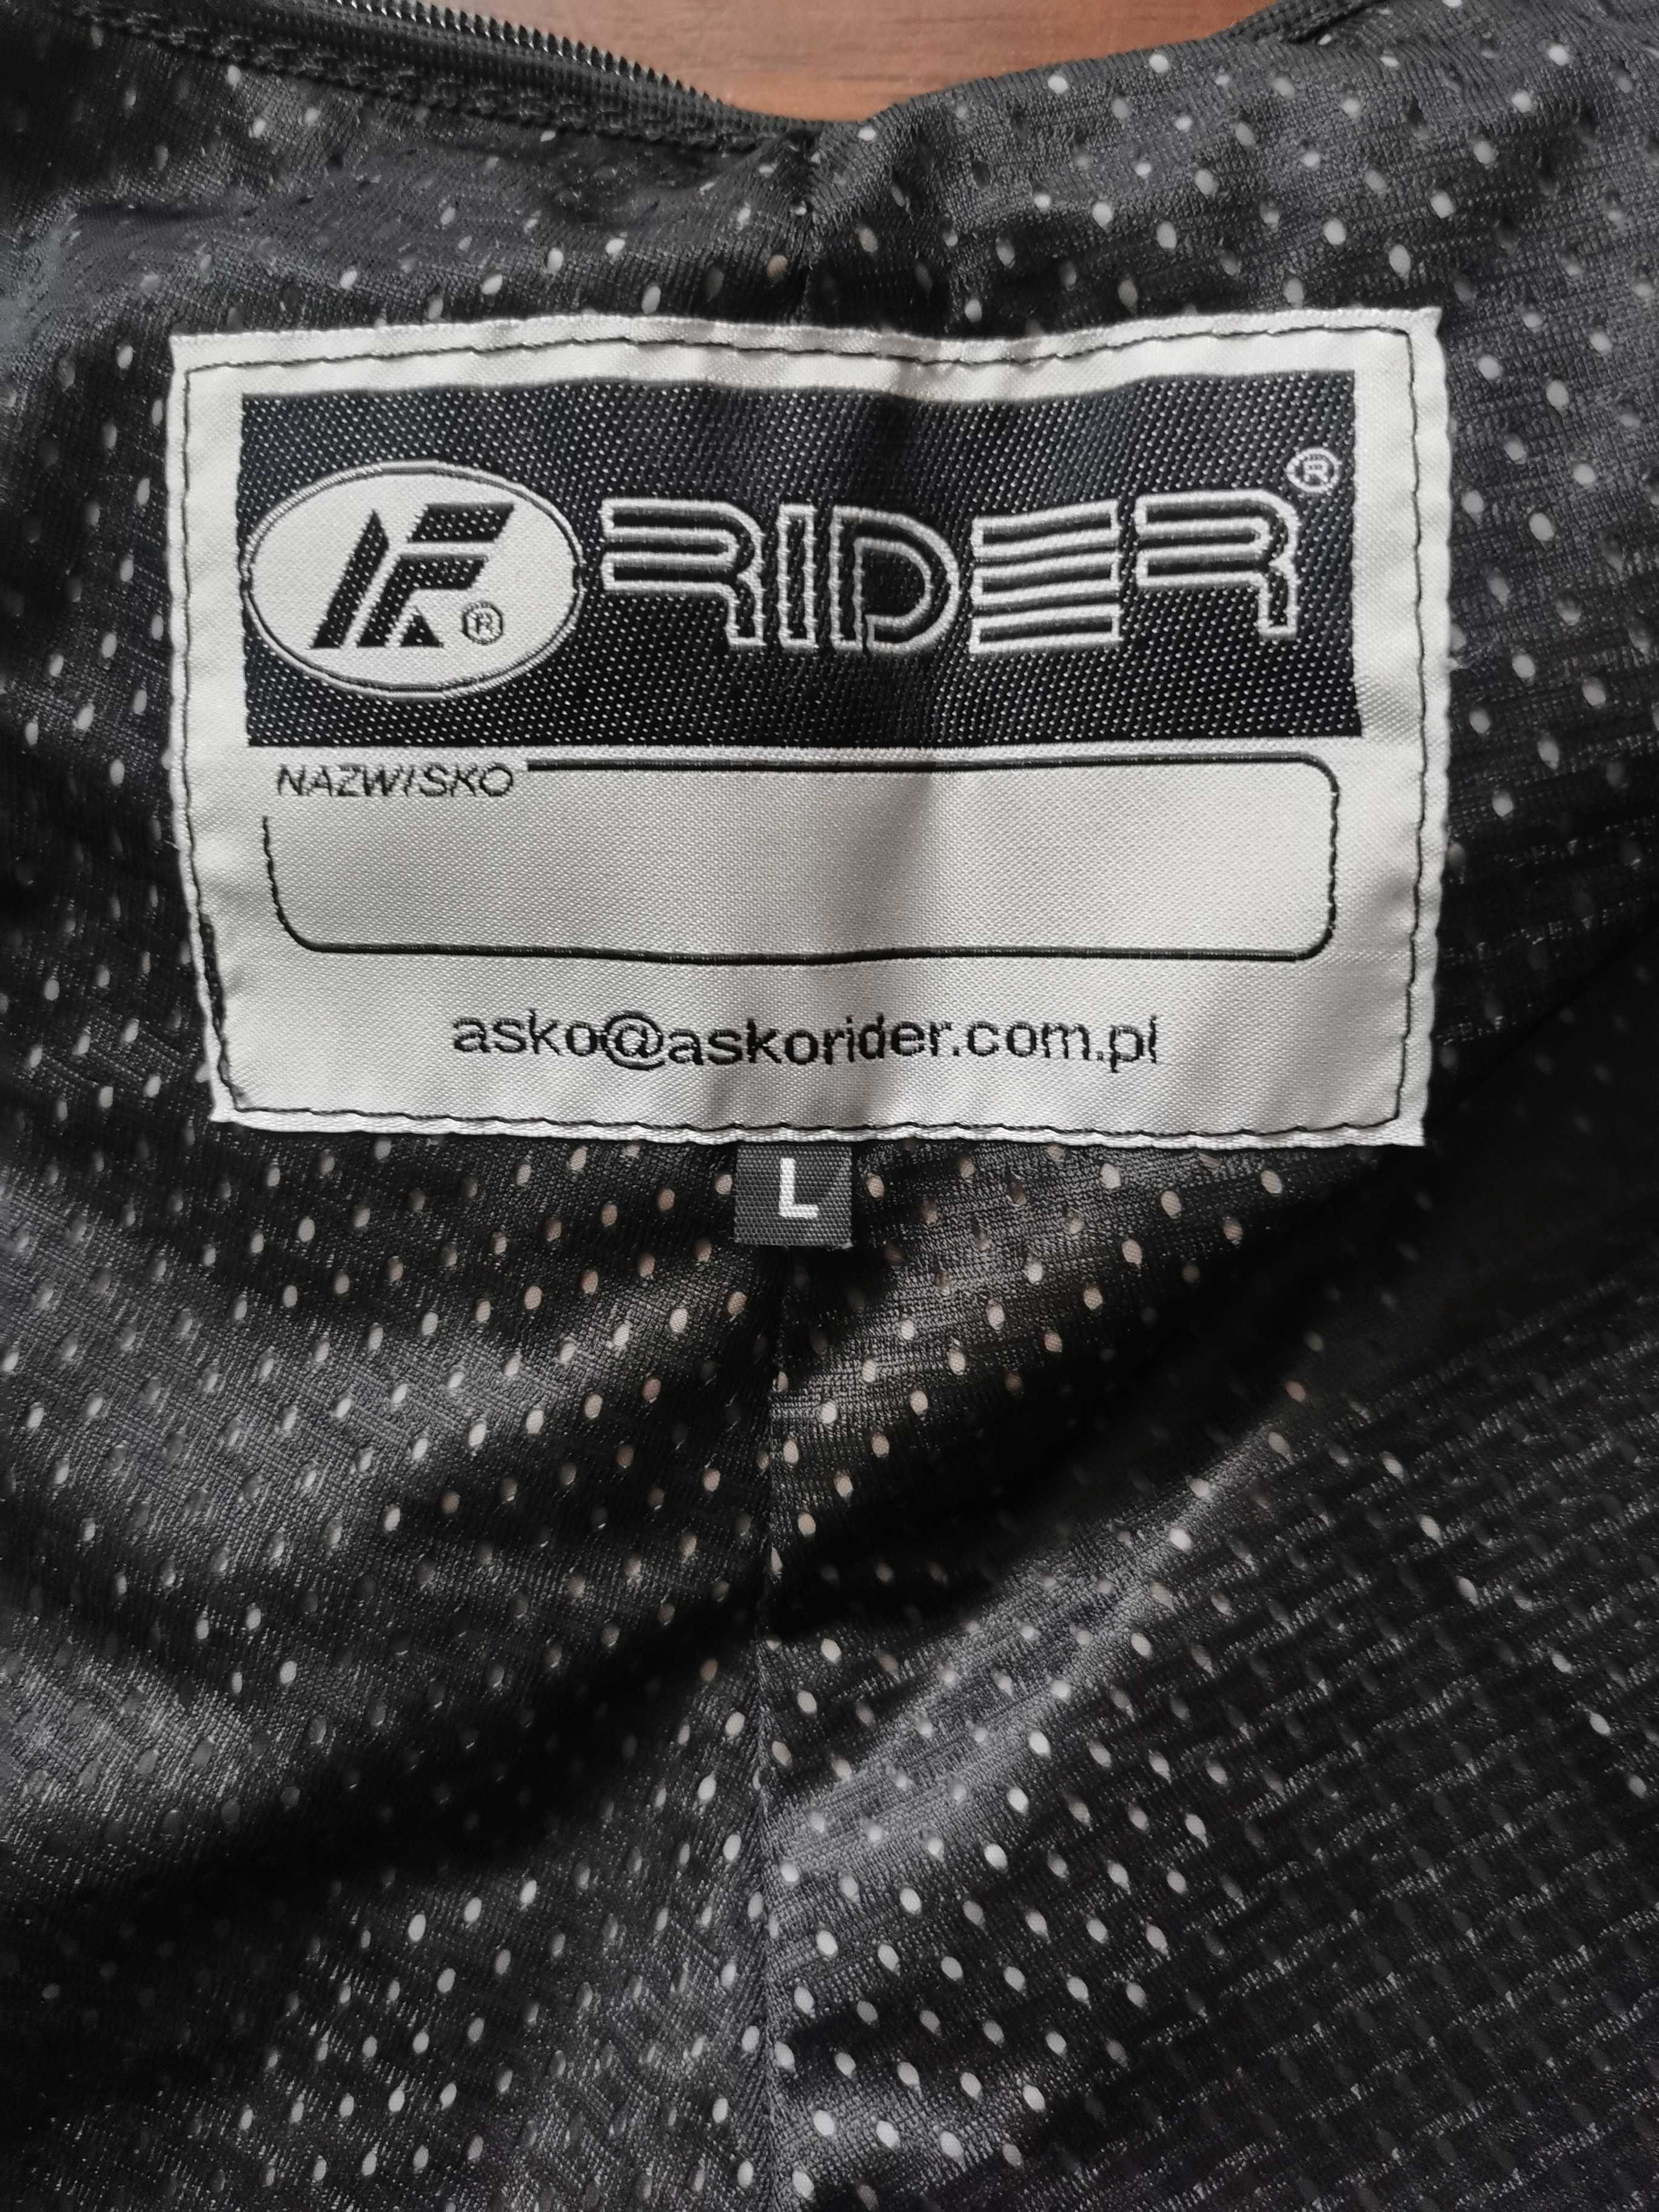 RIDER®
®
NAZWISKO
asko@askorider.com.pl
L